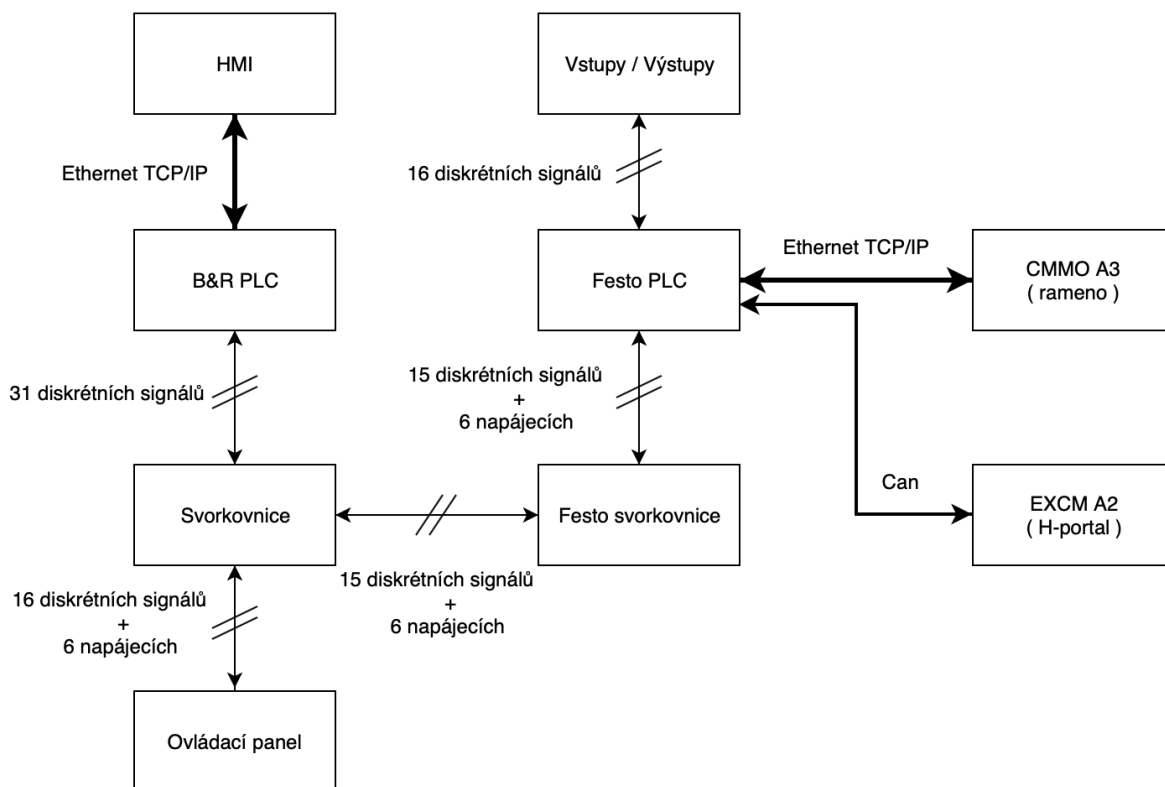 HMI
Vstupy / Výstupy
Ethernet TCP/IP
16 diskrétních signálů
B&R PLC
Festo PLC
Ethernet TCP/IP
CMMO A3
( rameno )
31 diskrétních signálů
15 diskrétních signálů
+
6 napájecích
Can
Svorkovnice
Festo svorkovnice
EXCM A2
( H-portal )
15 diskrétních signálů
+
6 napájecích
16 diskrétních signálů
+
6 napájecích
Ovládací panel